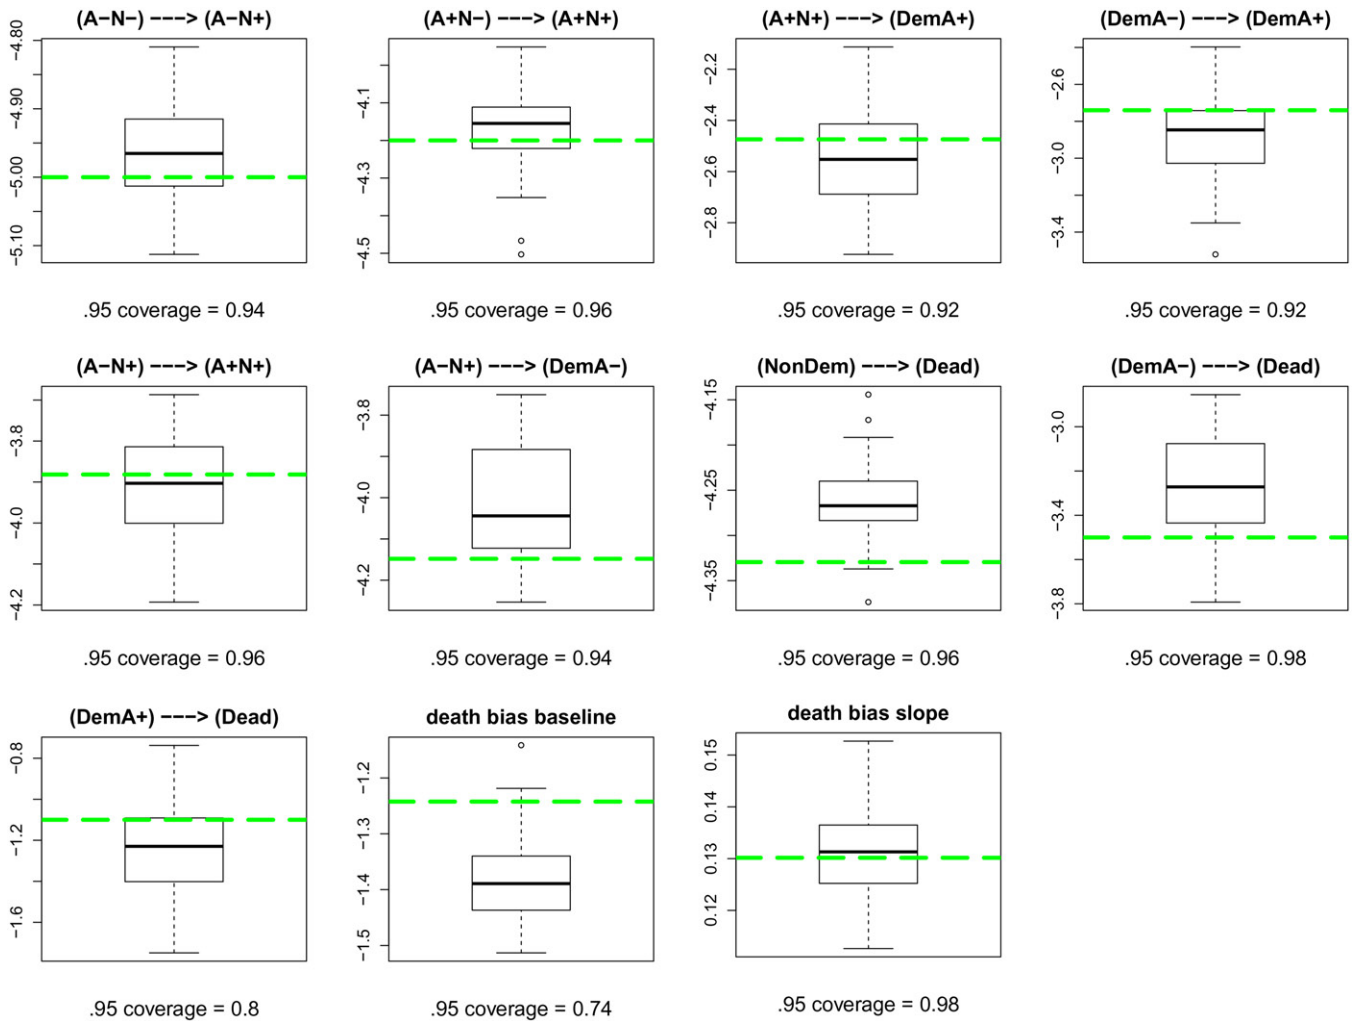 (A−N−) −−−> (A−N+)
(A+N−) −−−> (A+N+)
(A+N+) −−−> (DemA+)
(DemA−) −−−> (DemA+)
−4.80
−4.90
−5.00
−5.10
−4.1
−4.3
−4.5
−2.2
−2.4
−2.6
−2.8
−2.6
−3.0
−3.4
.95 coverage = 0.94
.95 coverage = 0.96
.95 coverage = 0.92
.95 coverage = 0.92
(A−N+) −−−> (A+N+)
(A−N+) −−−> (DemA−)
(NonDem) −−−> (Dead)
(DemA−) −−−> (Dead)
−3.8
−4.0
−4.2
−3.8
−4.0
−4.2
−4.15
−4.25
−4.35
−3.0
−3.4
−3.8
.95 coverage = 0.96
.95 coverage = 0.94
.95 coverage = 0.96
.95 coverage = 0.98
(DemA+) −−−> (Dead)
death bias baseline
death bias slope
−0.8
−1.2
−1.6
−1.2
−1.3
−1.4
−1.5
0.15
0.14
0.13
0.12
.95 coverage = 0.8
.95 coverage = 0.74
.95 coverage = 0.98